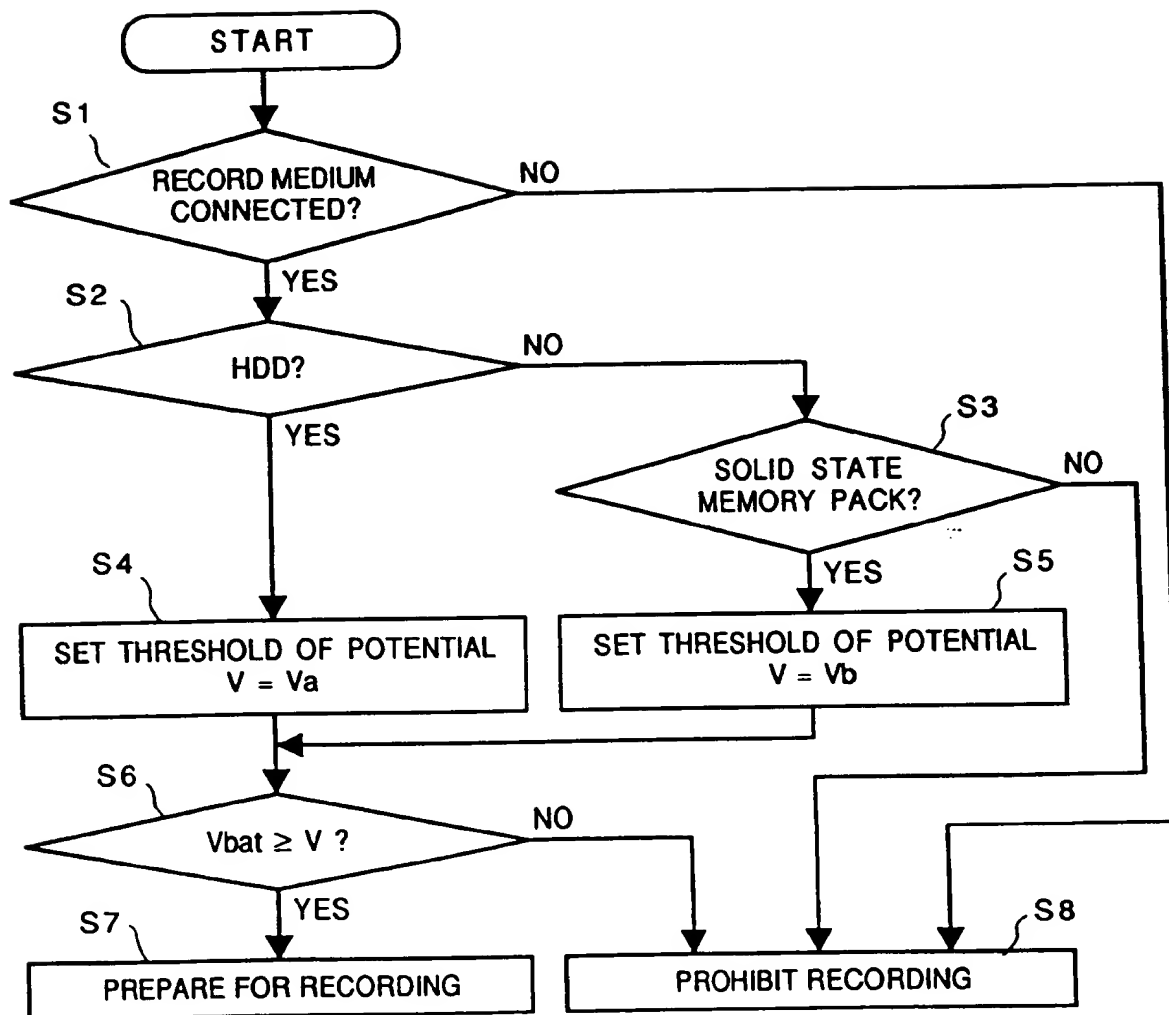 START
S1
RECORD MEDIUM
CONNECTED?
NO
YES
S2
HDD?
NO
YES
S3
SOLID STATE
MEMORY PACK?
NO
YES
S4
SET THRESHOLD OF POTENTIAL
V = Va
S5
SET THRESHOLD OF POTENTIAL
V = Vb
S6
Vbat ≥ V ?
NO
YES
S7
PREPARE FOR RECORDING
S8
PROHIBIT RECORDING